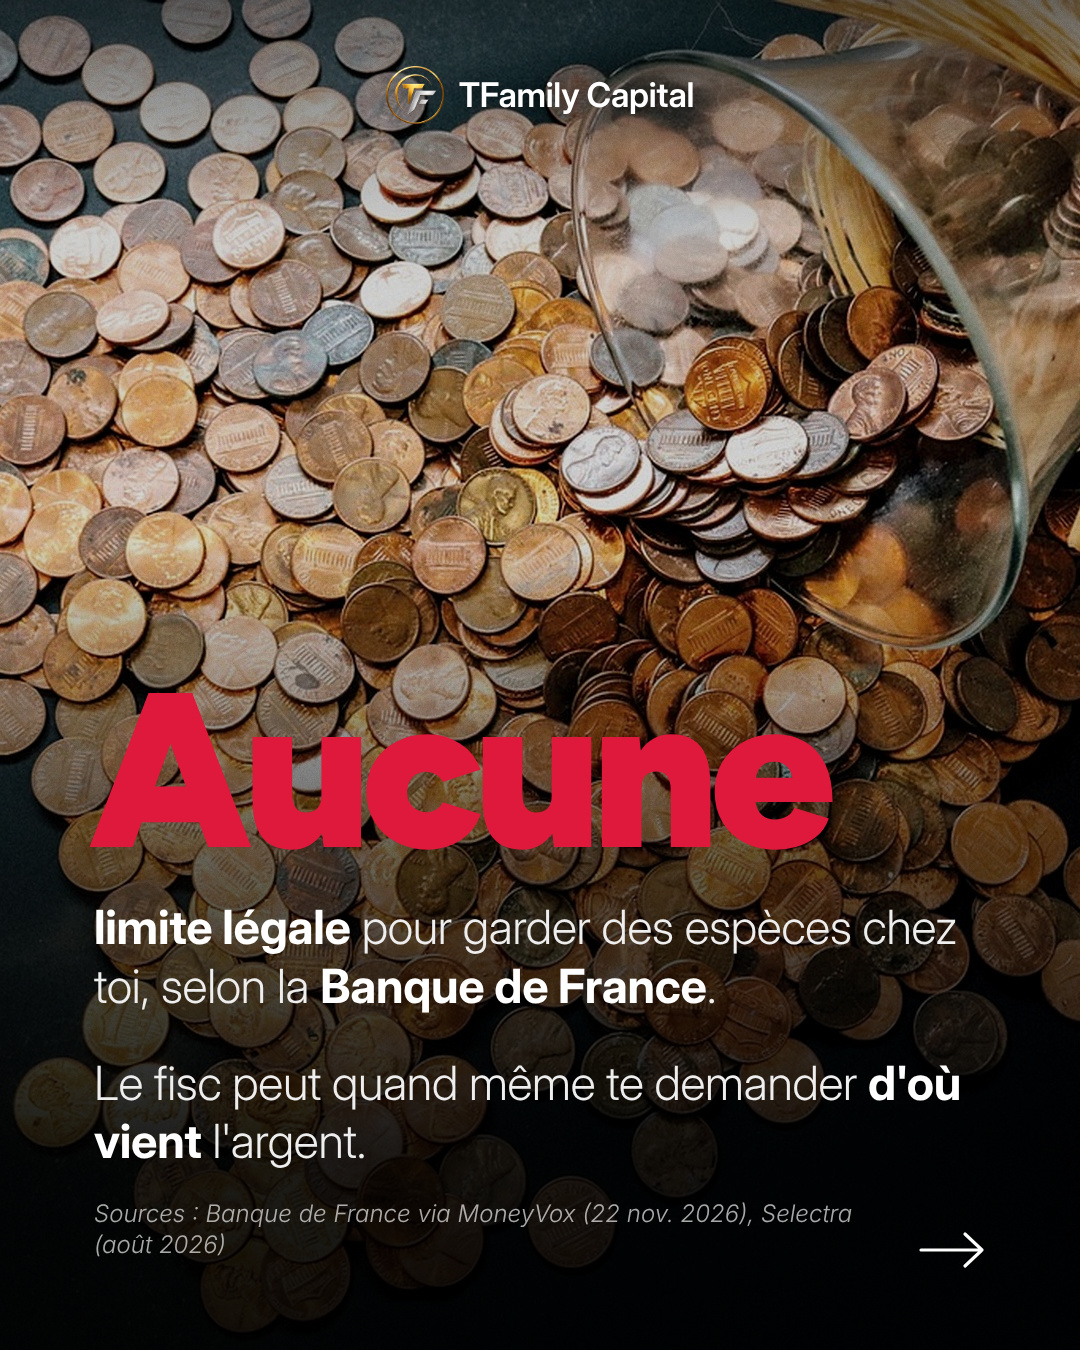 TFamily Capital
Aucune
limite légale pour garder des espèces chez
toi, selon la Banque de France.
Le fisc peut quand même te demander d'où
vient l'argent.
Sources : Banque de France via MoneyVox (22 nov. 2026), Selectra
(août 2026)